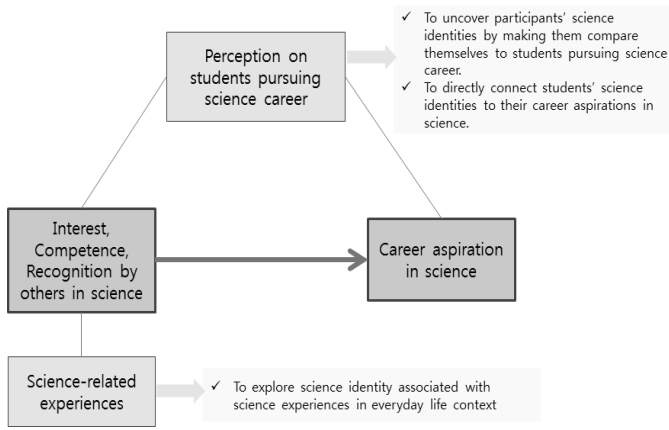 Perception on
students pursuing
science career
✓ To uncover participants' science
identities by making them compare
themselves to students pursuing science
career.
✓ To directly connect students' science
identities to their career aspirations in
science.
Interest,
Competence,
Recognition by
others in science
Career aspiration
in science
Science-related
experiences
✓ To explore science identity associated with
science experiences in everyday life context